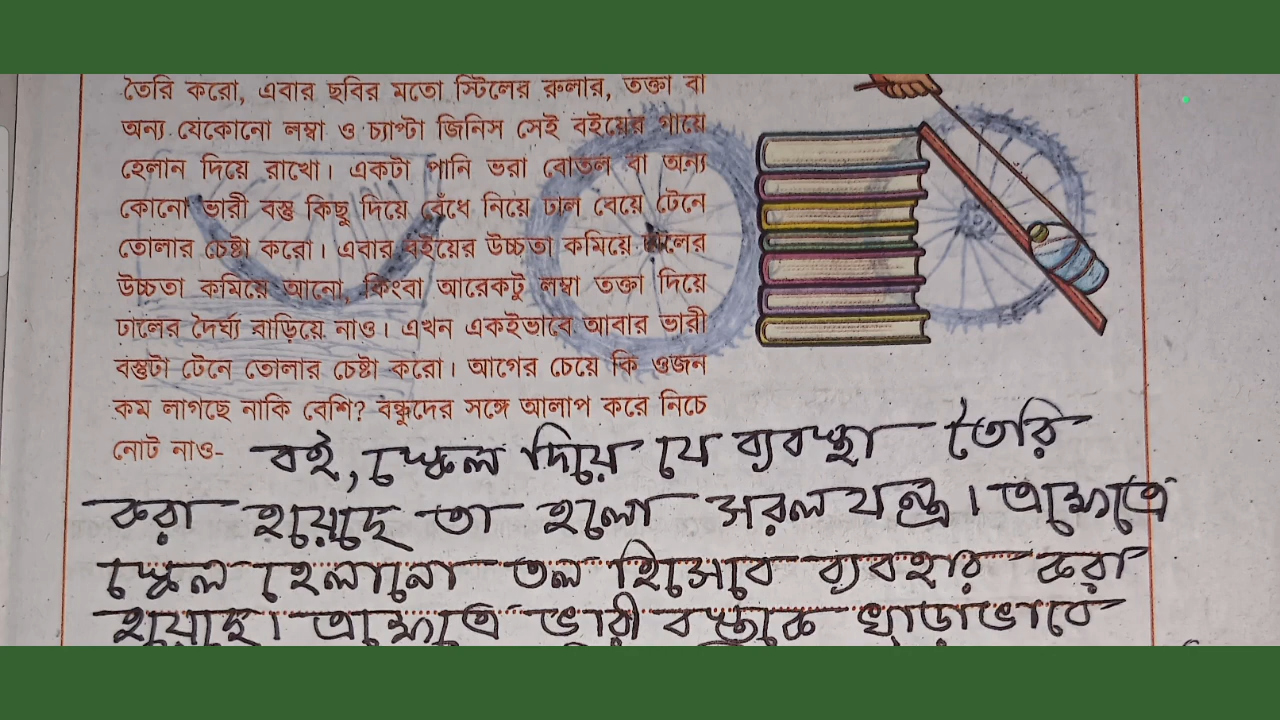 তৈরি করো, এবার ছবির মতো স্টিলের রুলার, তক্তা বা
অন্য যেকোনো লম্বা ও চ্যাপ্টা জিনিস সেই বইয়ের গায়ে
হেলান দিয়ে রাখো। একটা পানি ভরা বোতল বা অন্য
কোনো ভারী বস্তু কিছু দিয়ে বেঁধে নিয়ে ঢাল বেয়ে টেনে
তোলার চেষ্টা করো। এবার বইয়ের উচ্চতা কমিয়ে ঢালের
উচ্চতা কমিয়ে আনো, কিংবা আরেকটু লম্বা তক্তা দিয়ে
ঢালের দৈর্ঘ্য বাড়িয়ে নাও। এখন একইভাবে আবার ভারী
বস্তুটা টেনে তোলার চেষ্টা করো। আগের চেয়ে কি ওজন
কম লাগছে নাকি বেশি? বন্ধুদের সঙ্গে আলাপ করে নিচে
নোট নাও- বই, স্কেল দিয়ে যে ব্যবস্থা তৈরি
করা হয়েছে তা হলো সরল যন্ত্র। এক্ষেত্রে
স্কেল হেলানো তল হিসেবে ব্যবহার করা
হয়েছে। এক্ষেত্রে ভারী বস্তুকে খাড়াভাবে